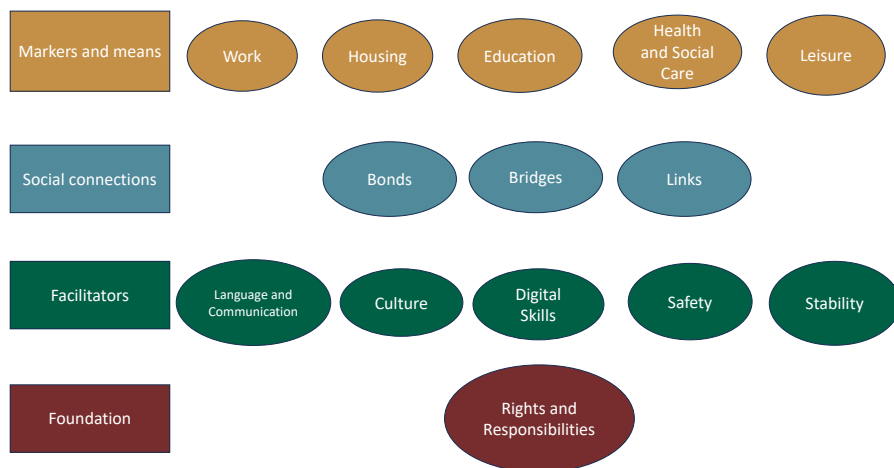 Markers and means
Work
Housing
Education
Health
and Social
Care
Leisure
Social connections
Bonds
Bridges
Links
Facilitators
Language and
Communication
Culture
Digital
Skills
Safety
Stability
Foundation
Rights and
Responsibilities